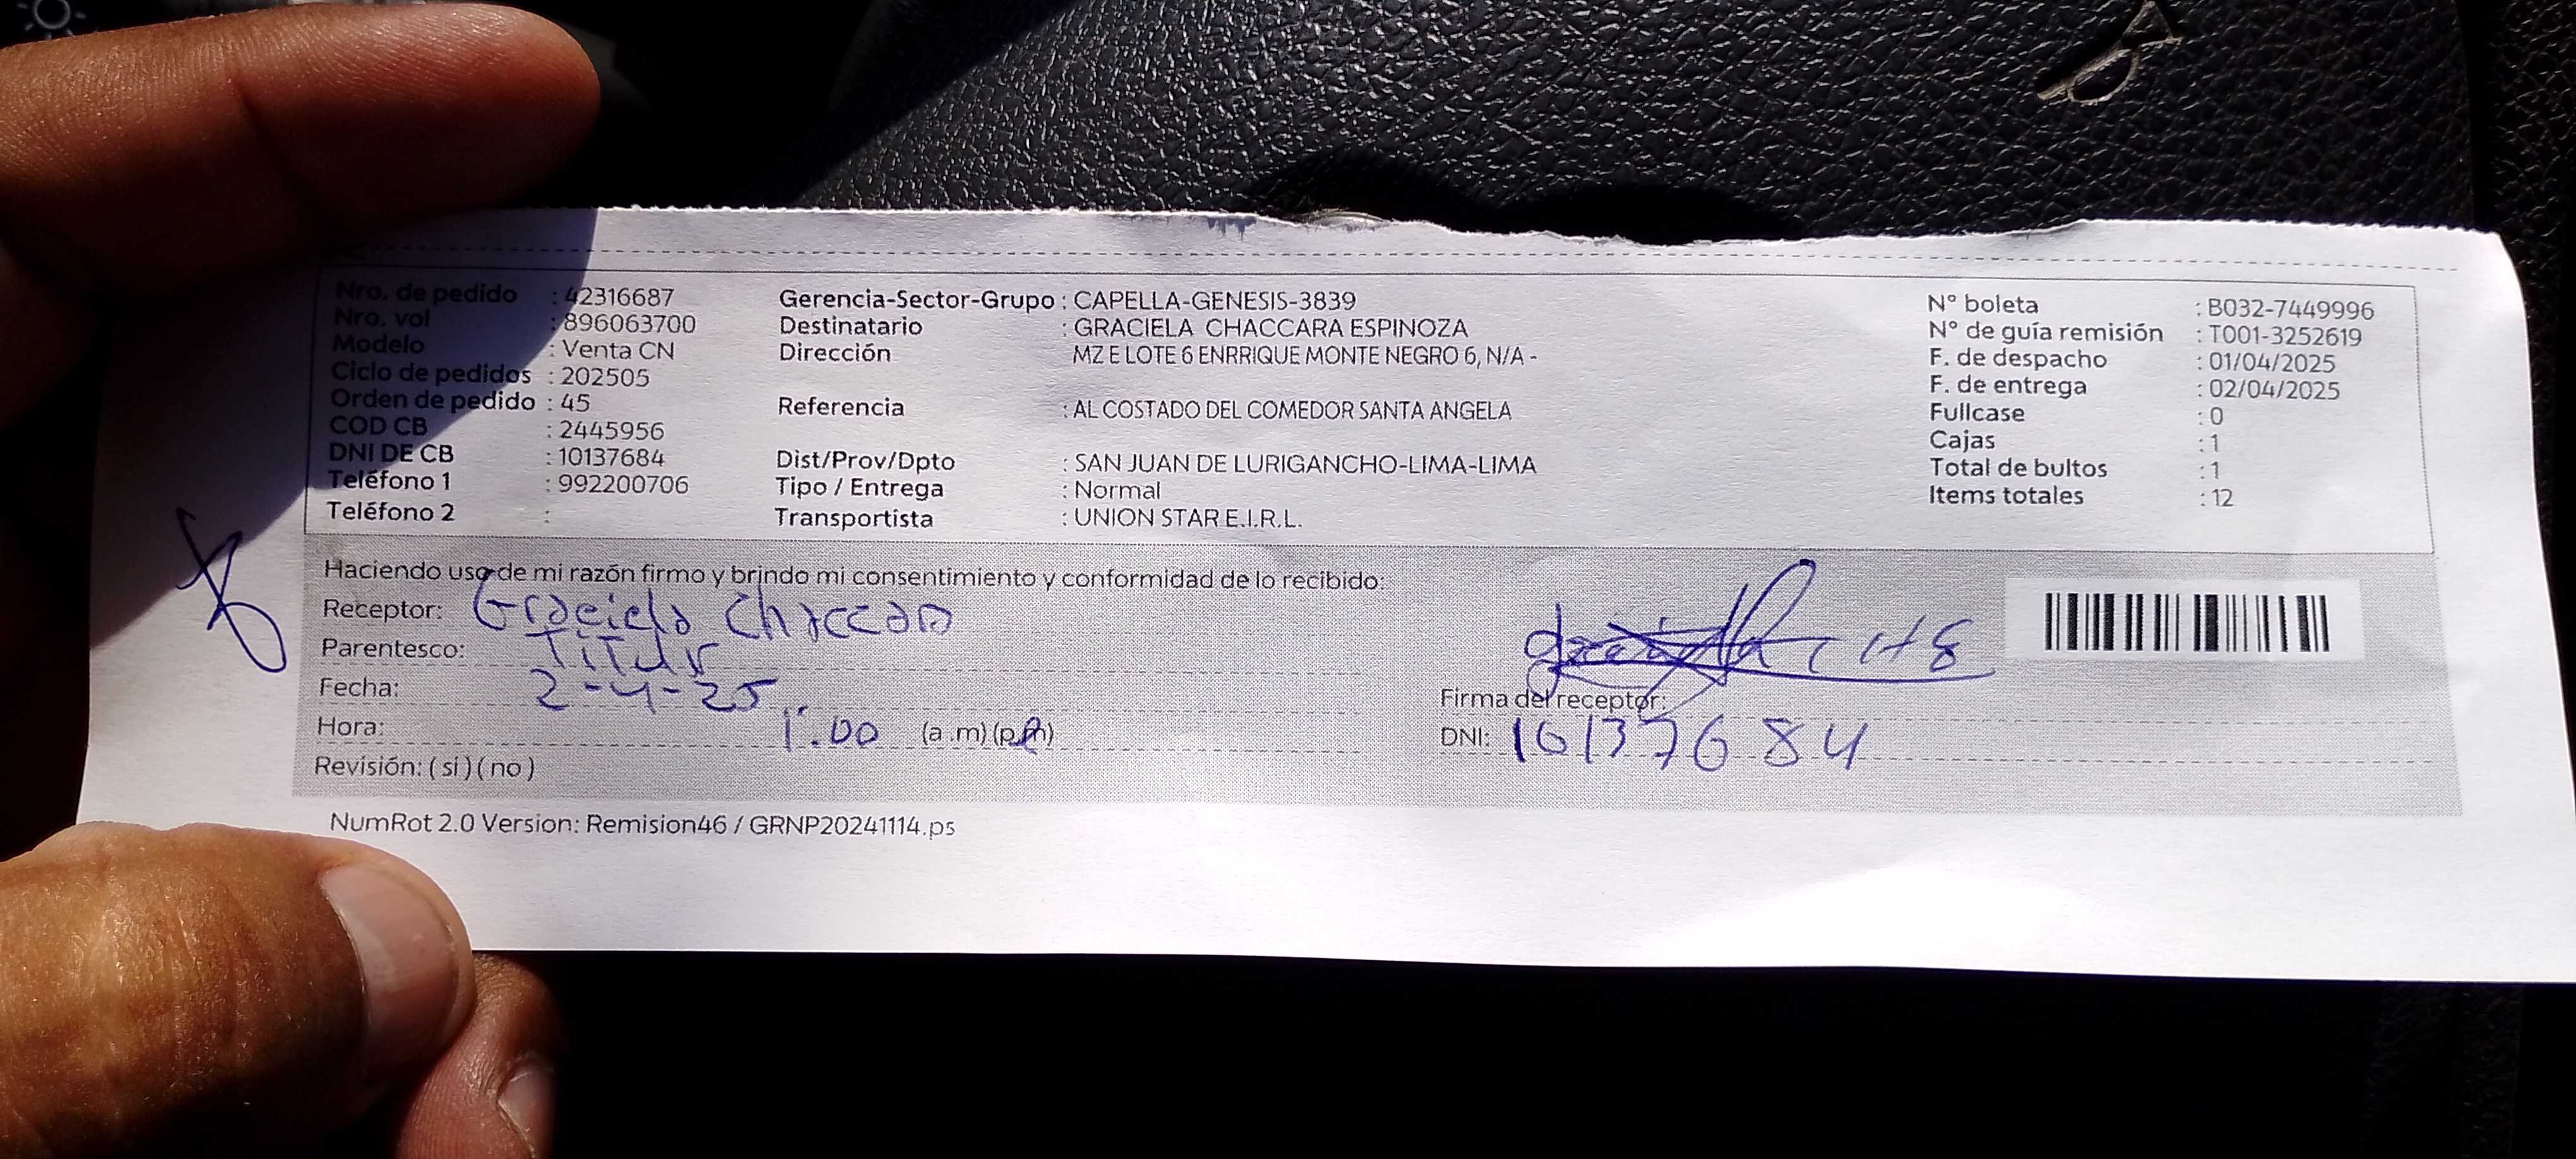 Nro. de pedido : 42316687
Nro. vol : 896063700
Modelo : Venta CN
Ciclo de pedidos : 202505
Orden de pedido : 45
COD CB : 2445956
DNI DE CB : 10137684
Teléfono 1 : 992200706
Teléfono 2 :
Gerencia-Sector-Grupo : CAPELLA-GENESIS-3839
Destinatario : GRACIELA CHACCARA ESPINOZA
Dirección MZ E LOTE 6 ENRRIQUE MONTE NEGRO 6, N/A -
Referencia : AL COSTADO DEL COMEDOR SANTA ANGELA
Dist/Prov/Dpto : SAN JUAN DE LURIGANCHO-LIMA-LIMA
Tipo / Entrega : Normal
Transportista : UNION STAR E.I.R.L.
N° boleta : B032-7449996
N° de guía remisión : T001-3252619
F. de despacho : 01/04/2025
F. de entrega : 02/04/2025
Fullcase : 0
Cajas : 1
Total de bultos : 1
Items totales : 12
Haciendo uso de mi razón firmo y brindo mi consentimiento y conformidad de lo recibido:
Receptor: Graciela
Parentesco:
Fecha: 2-4-25
Hora: 1:00 (a .m) (p.m)
Revisión: ( si ) ( no )
Firma del receptor:
DNI: 10137684
NumRot 2.0 Version: Remision46 / GRNP20241114.ps